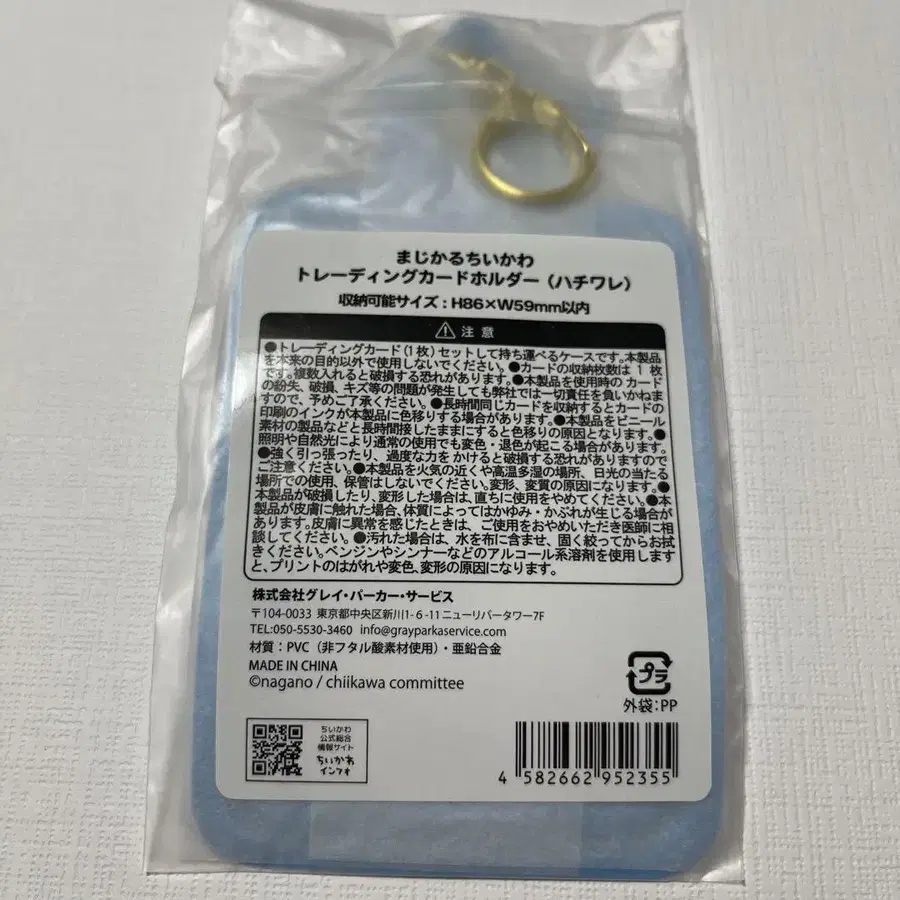 まじかるちいかわ
トレーディングカードホルダー（ハチワレ）
収納可能サイズ：H86×W59mm以内
注意
●トレーディングカード（1枚）セットして持ち運べるケースです。本製品
を本来の目的以外で使用しないでください。●カードの収納枚数は1枚
です。複数入れると破損する恐れがあります。●本製品を使用時のカード
の紛失、破損、キズ等の問題が発生しても弊社では一切責任を負いかねま
すので、予めご了承ください。●長時間同じカードを収納するとカードの
印刷のインクが本製品に色移りする場合があります。●本製品をビニール
素材の製品などと長時間接したままにすると色移りの原因となります。●
照明や自然光により通常の使用でも変色・退色が起こる場合があります。
●強く引っ張ったり、過度な力をかけると破損する恐れがありますので
ご注意ください。●本製品を火気の近くや高温多湿の場所、日光の当たる
場所での使用、保管はしないでください。変形、変質の原因になります。●
本製品が破損したり、変形した場合は、直ちに使用をやめてください。●本
製品が皮膚に触れた場合、体質によってはかゆみ・かぶれが生じる場合が
あります。皮膚に異常を感じたときは、ご使用をおやめいただき医師に相
談してください。●汚れた場合は、水を布に含ませ、固く絞ってからお拭
きください。ベンジンやシンナーなどのアルコール系溶剤を使用します
と、プリントのはがれや変色、変形の原因になります。
株式会社グレイ・パーカー・サービス
〒104-0033 東京都中央区新川1-6-11ニューリバータワー7F
TEL:050-5530-3460 info@grayparkaservice.com
材質：PVC（非フタル酸素材使用）・亜鉛合金
MADE IN CHINA
©nagano / chiikawa committee
プラ
外袋：PP
ちいかわ
公式総合
情報サイト
ちいかわ
インフォ
4 582662 952355